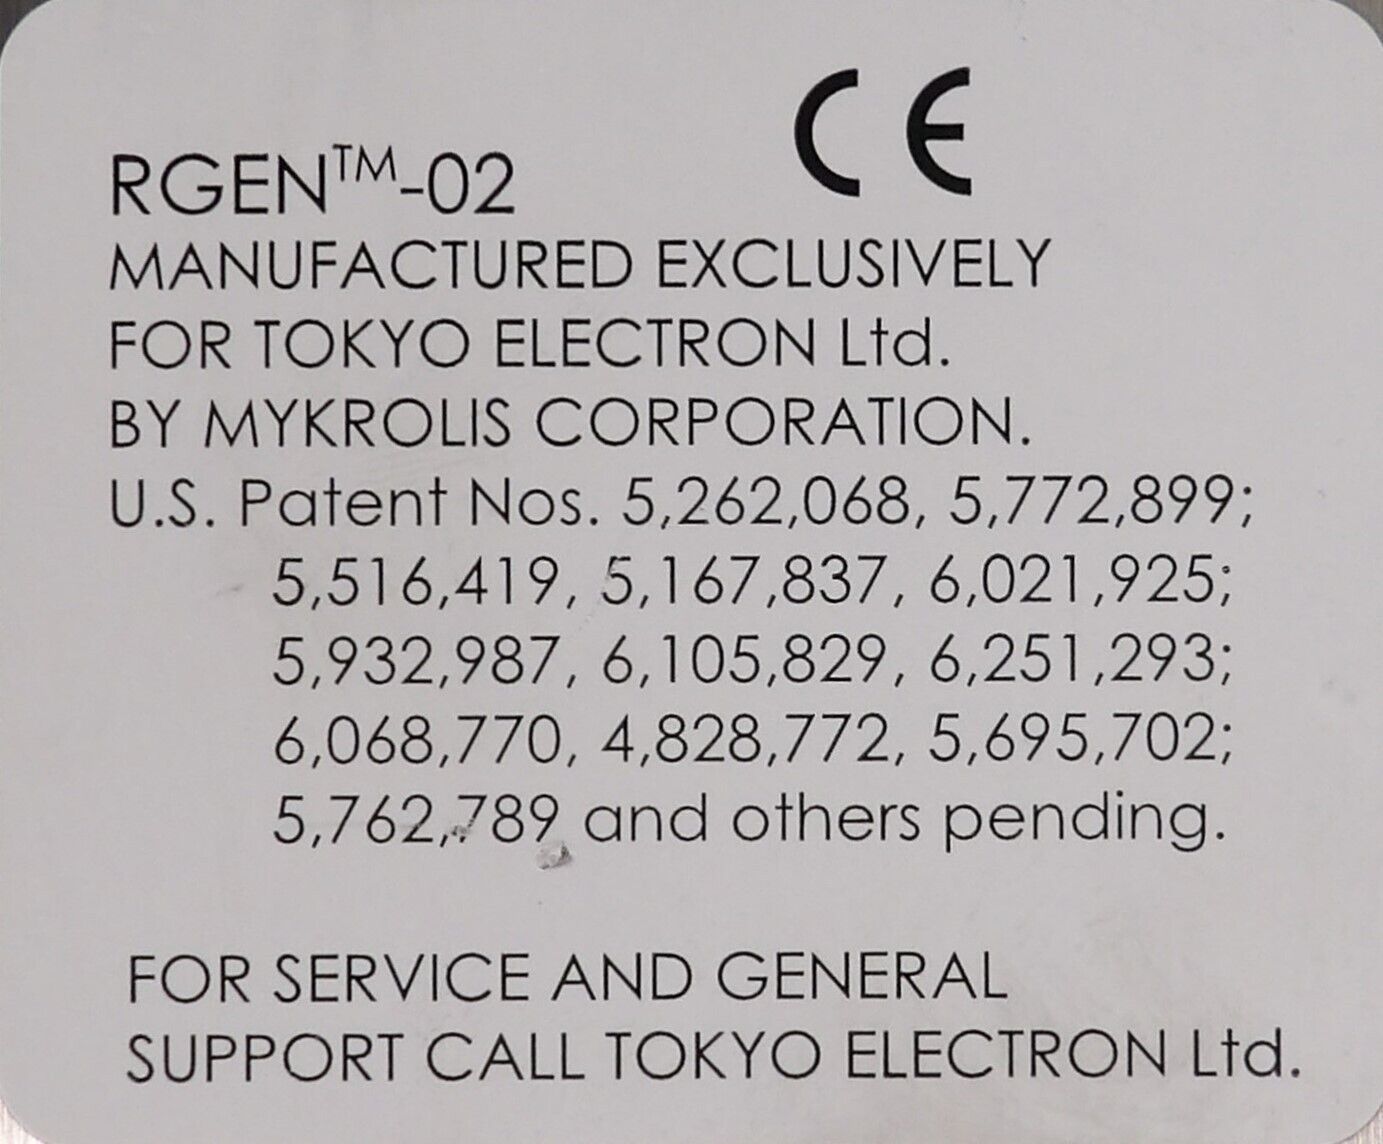 CE
RGEN™-02
MANUFACTURED EXCLUSIVELY
FOR TOKYO ELECTRON Ltd.
BY MYKROLIS CORPORATION.
U.S. Patent Nos. 5,262,068, 5,772,899;
5,516,419, 5,167,837, 6,021,925;
5,932,987, 6,105,829, 6,251,293;
6,068,770, 4,828,772, 5,695,702;
5,762,789 and others pending.
FOR SERVICE AND GENERAL
SUPPORT CALL TOKYO ELECTRON Ltd.